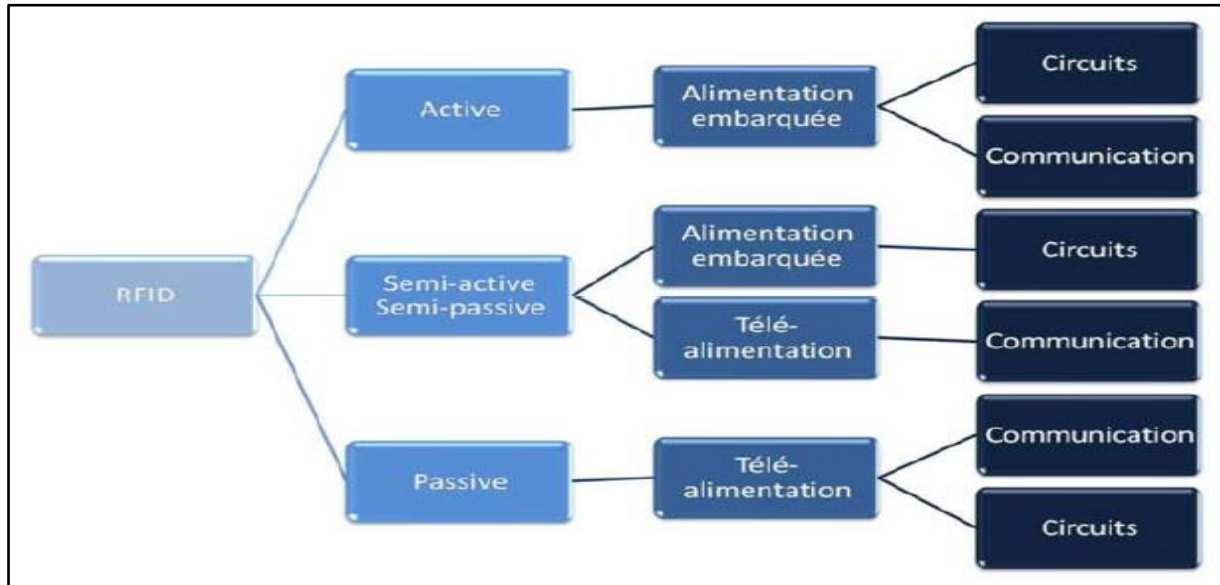 RFID
Active
Alimentation
embarquée
Circuits
Communication
Semi-active
Semi-passive
Alimentation
embarquée
Circuits
Télé-
alimentation
Communication
Passive
Télé-
alimentation
Communication
Circuits